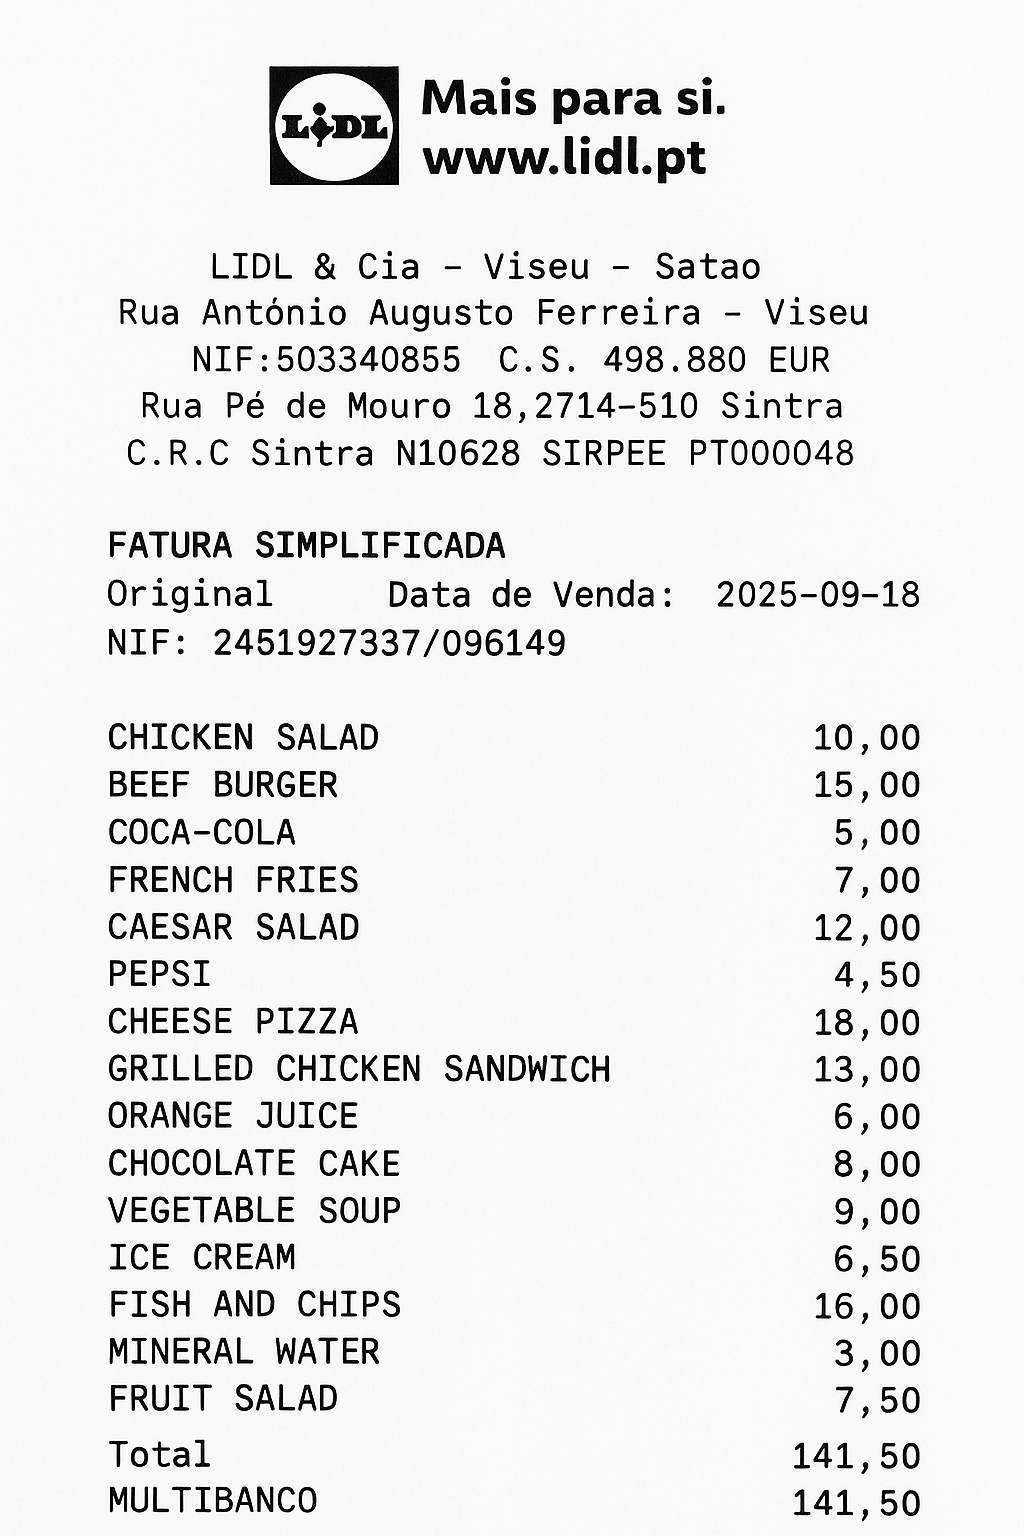 LIDL
Mais para si.
www.lidl.pt
LIDL & Cia – Viseu – Satao
Rua António Augusto Ferreira – Viseu
NIF:503340855 C.S. 498.880 EUR
Rua Pé de Mouro 18,2714–510 Sintra
C.R.C Sintra N10628 SIRPEE PT000048
FATURA SIMPLIFICADA
Original Data de Venda: 2025–09–18
NIF: 2451927337/096149
CHICKEN SALAD 10,00
BEEF BURGER 15,00
COCA–COLA 5,00
FRENCH FRIES 7,00
CAESAR SALAD 12,00
PEPSI 4,50
CHEESE PIZZA 18,00
GRILLED CHICKEN SANDWICH 13,00
ORANGE JUICE 6,00
CHOCOLATE CAKE 8,00
VEGETABLE SOUP 9,00
ICE CREAM 6,50
FISH AND CHIPS 16,00
MINERAL WATER 3,00
FRUIT SALAD 7,50
Total 141,50
MULTIBANCO 141,50